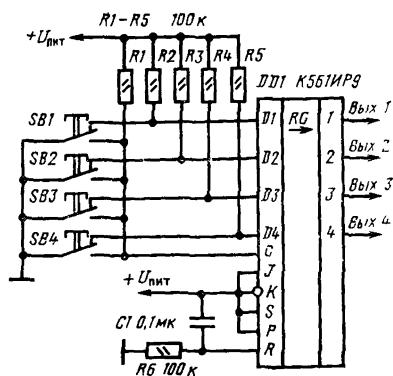 R1-R5 100к
+Uпит
R1 R2 R3 R4 R5
DD1 К561ИР9
SB1
D1 RG 1 Вых 1
SB2
D2 2 Вых 2
SB3
D3 3 Вых 3
SB4
D4 4 Вых 4
C
J
+Uпит
K
S
C1 0,1мк
P
R
R6 100к